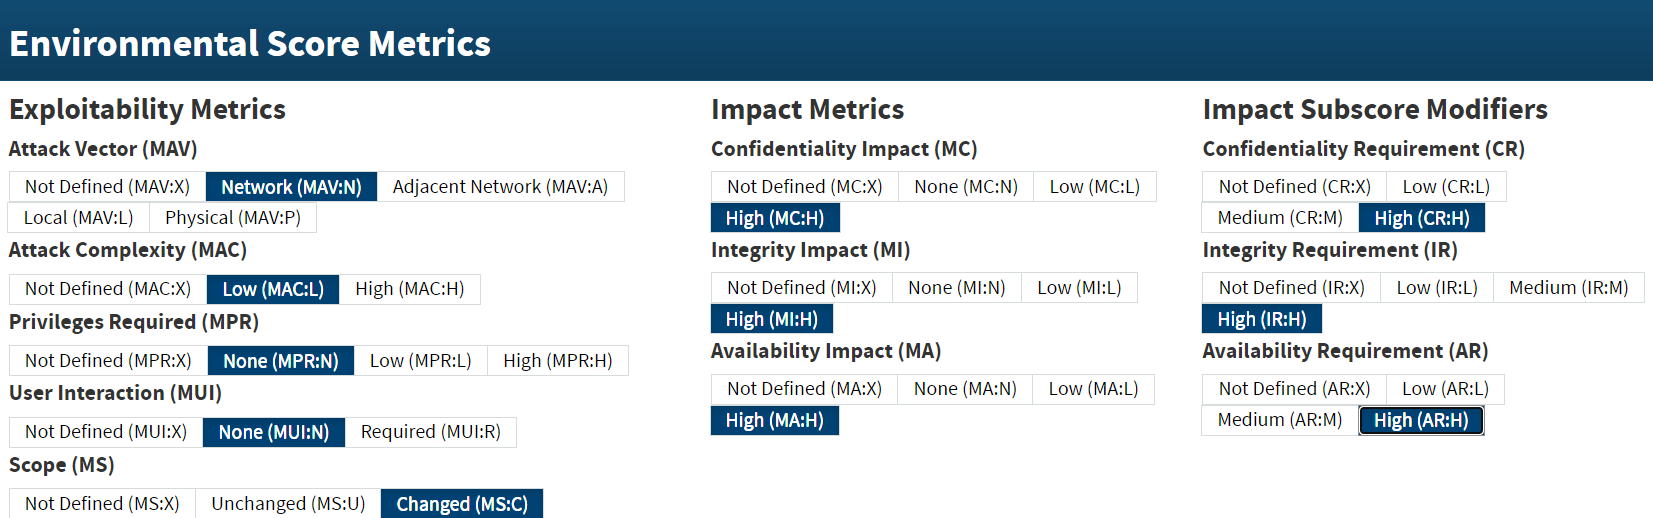 Environmental Score Metrics
Exploitability Metrics
Attack Vector (MAV)
Not Defined (MAV:X) Network (MAV:N) Adjacent Network (MAV:A)
Local (MAV:L) Physical (MAV:P)
Attack Complexity (MAC)
Not Defined (MAC:X) Low (MAC:L) High (MAC:H)
Privileges Required (MPR)
Not Defined (MPR:X) None (MPR:N) Low (MPR:L) High (MPR:H)
User Interaction (MUI)
Not Defined (MUI:X) None (MUI:N) Required (MUI:R)
Scope (MS)
Not Defined (MS:X) Unchanged (MS:U) Changed (MS:C)
Impact Metrics
Confidentiality Impact (MC)
Not Defined (MC:X) None (MC:N) Low (MC:L)
High (MC:H)
Integrity Impact (MI)
Not Defined (MI:X) None (MI:N) Low (MI:L)
High (MI:H)
Availability Impact (MA)
Not Defined (MA:X) None (MA:N) Low (MA:L)
High (MA:H)
Impact Subscore Modifiers
Confidentiality Requirement (CR)
Not Defined (CR:X) Low (CR:L)
Medium (CR:M) High (CR:H)
Integrity Requirement (IR)
Not Defined (IR:X) Low (IR:L) Medium (IR:M)
High (IR:H)
Availability Requirement (AR)
Not Defined (AR:X) Low (AR:L)
Medium (AR:M) High (AR:H)